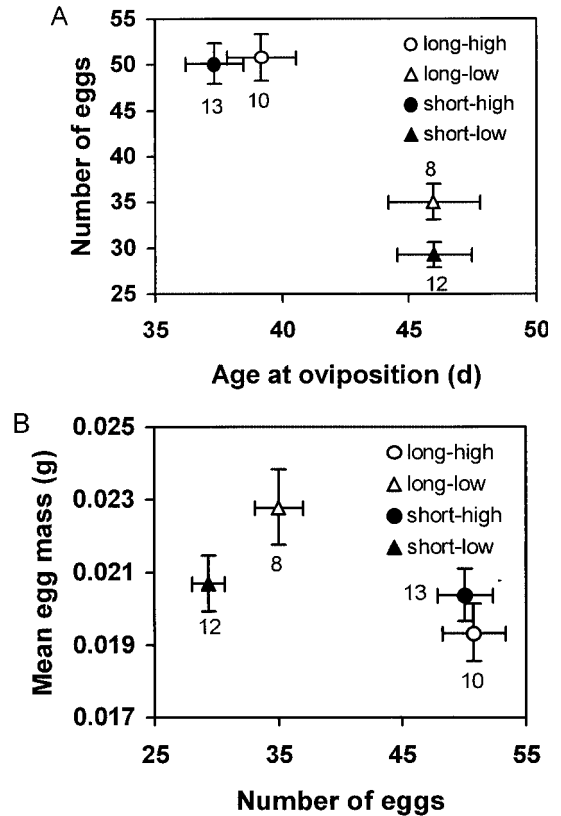 A
Number of eggs
55
50
45
40
35
30
25
long-high
long-low
short-high
short-low
13
10
8
12
35
40
45
50
Age at oviposition (d)
B
Mean egg mass (g)
0.025
0.023
0.021
0.019
0.017
long-high
long-low
short-high
short-low
8
12
13
10
25
35
45
55
Number of eggs